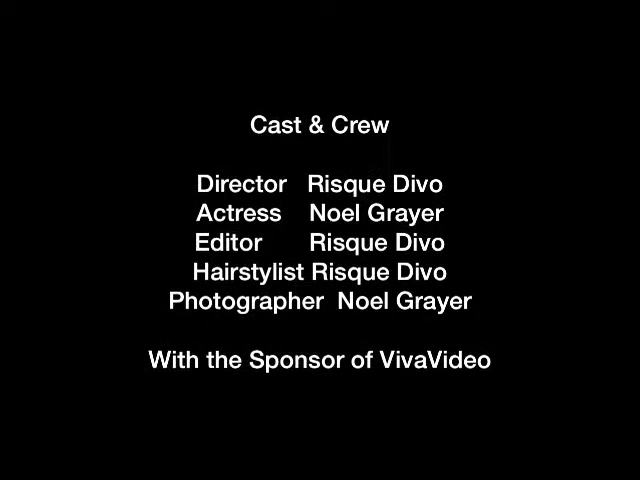 Cast & Crew
Director Risque Divo
Actress Noel Grayer
Editor Risque Divo
Hairstylist Risque Divo
Photographer Noel Grayer
With the Sponsor of VivaVideo